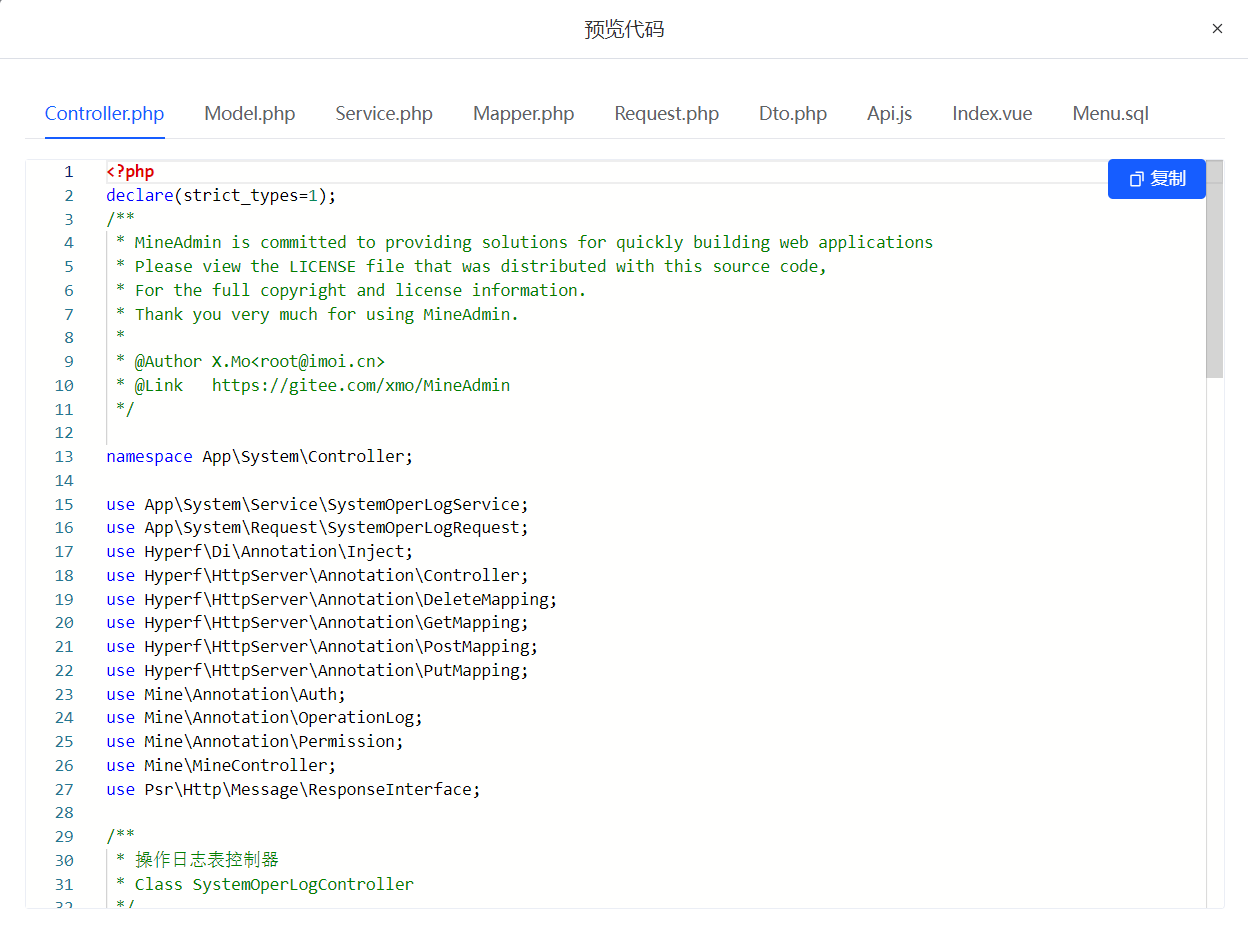 预览代码
Controller.php Model.php Service.php Mapper.php Request.php Dto.php Api.js Index.vue Menu.sql
复制
1 <?php
2 declare(strict_types=1);
3 /**
4  * MineAdmin is committed to providing solutions for quickly building web applications
5  * Please view the LICENSE file that was distributed with this source code,
6  * For the full copyright and license information.
7  * Thank you very much for using MineAdmin.
8  *
9  * @Author X.Mo<root@imoi.cn>
10  * @Link   https://gitee.com/xmo/MineAdmin
11  */
12
13 namespace App\System\Controller;
14
15 use App\System\Service\SystemOperLogService;
16 use App\System\Request\SystemOperLogRequest;
17 use Hyperf\Di\Annotation\Inject;
18 use Hyperf\HttpServer\Annotation\Controller;
19 use Hyperf\HttpServer\Annotation\DeleteMapping;
20 use Hyperf\HttpServer\Annotation\GetMapping;
21 use Hyperf\HttpServer\Annotation\PostMapping;
22 use Hyperf\HttpServer\Annotation\PutMapping;
23 use Mine\Annotation\Auth;
24 use Mine\Annotation\OperationLog;
25 use Mine\Annotation\Permission;
26 use Mine\MineController;
27 use Psr\Http\Message\ResponseInterface;
28
29 /**
30  * 操作日志表控制器
31  * Class SystemOperLogController
32  */